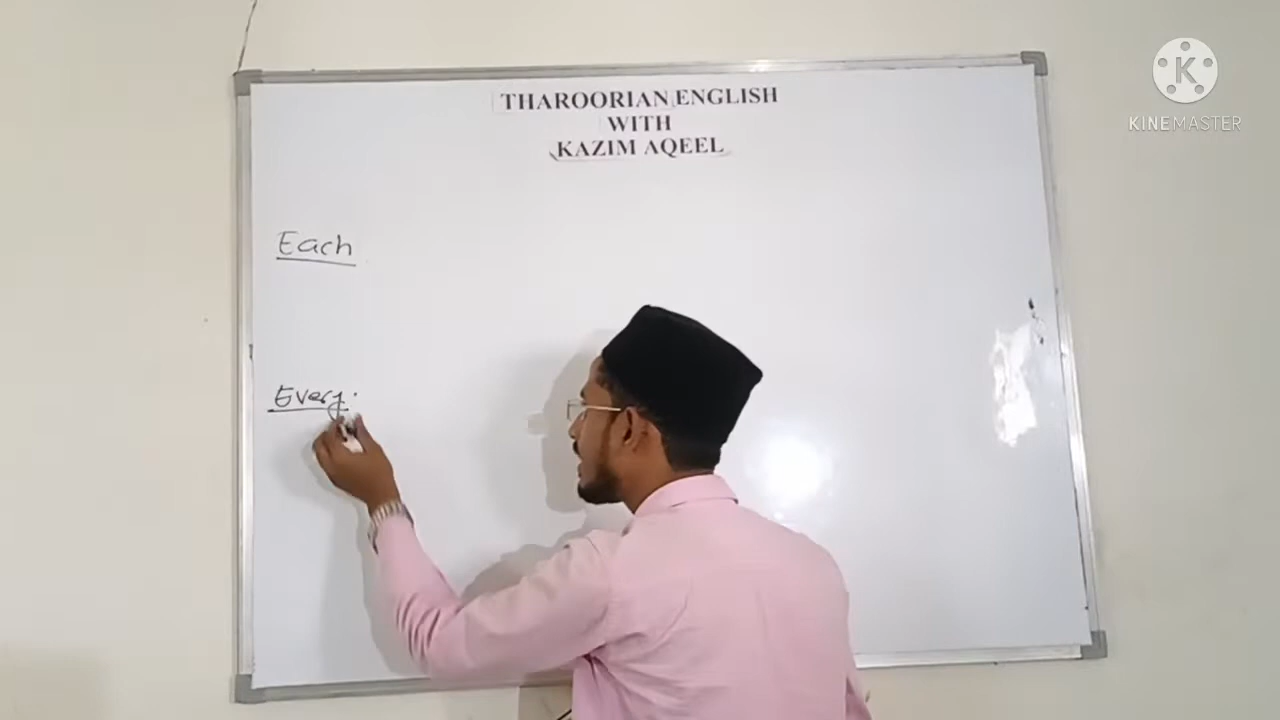 THAROORIAN ENGLISH
WITH
KAZIM AQEEL
KINEMASTER
Each
Every.